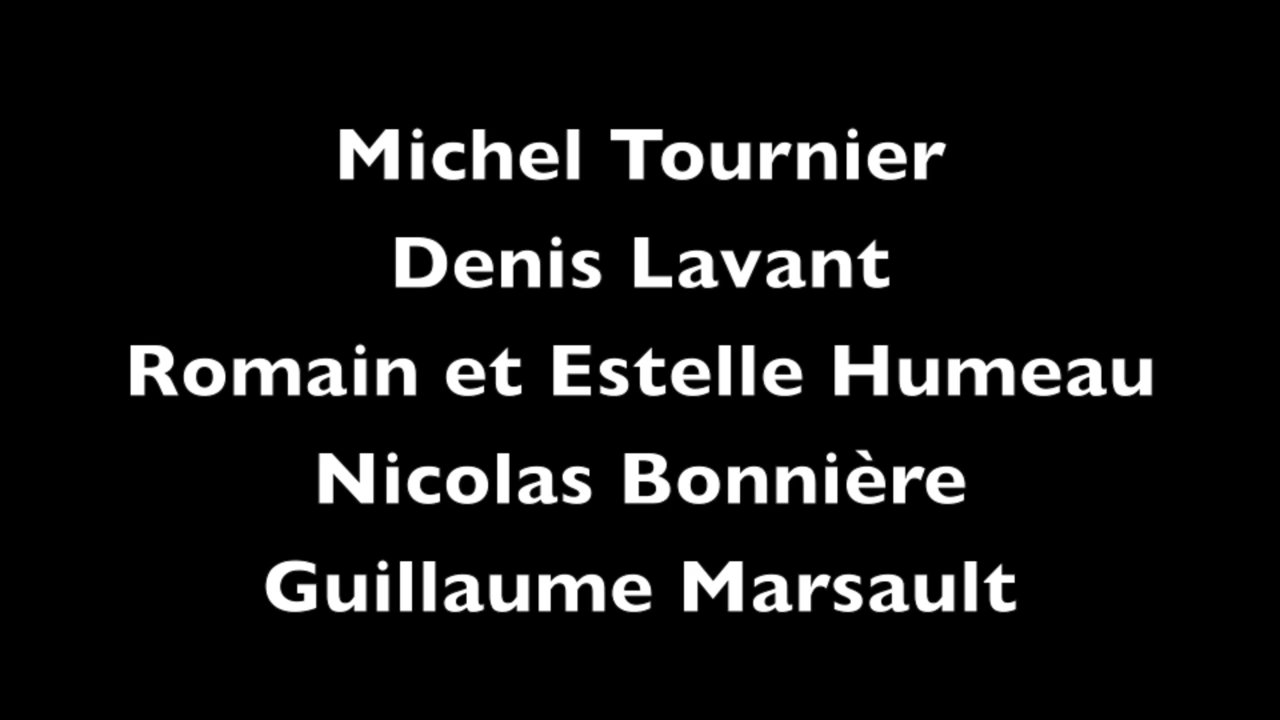 Michel Tournier
Denis Lavant
Romain et Estelle Humeau
Nicolas Bonnière
Guillaume Marsault